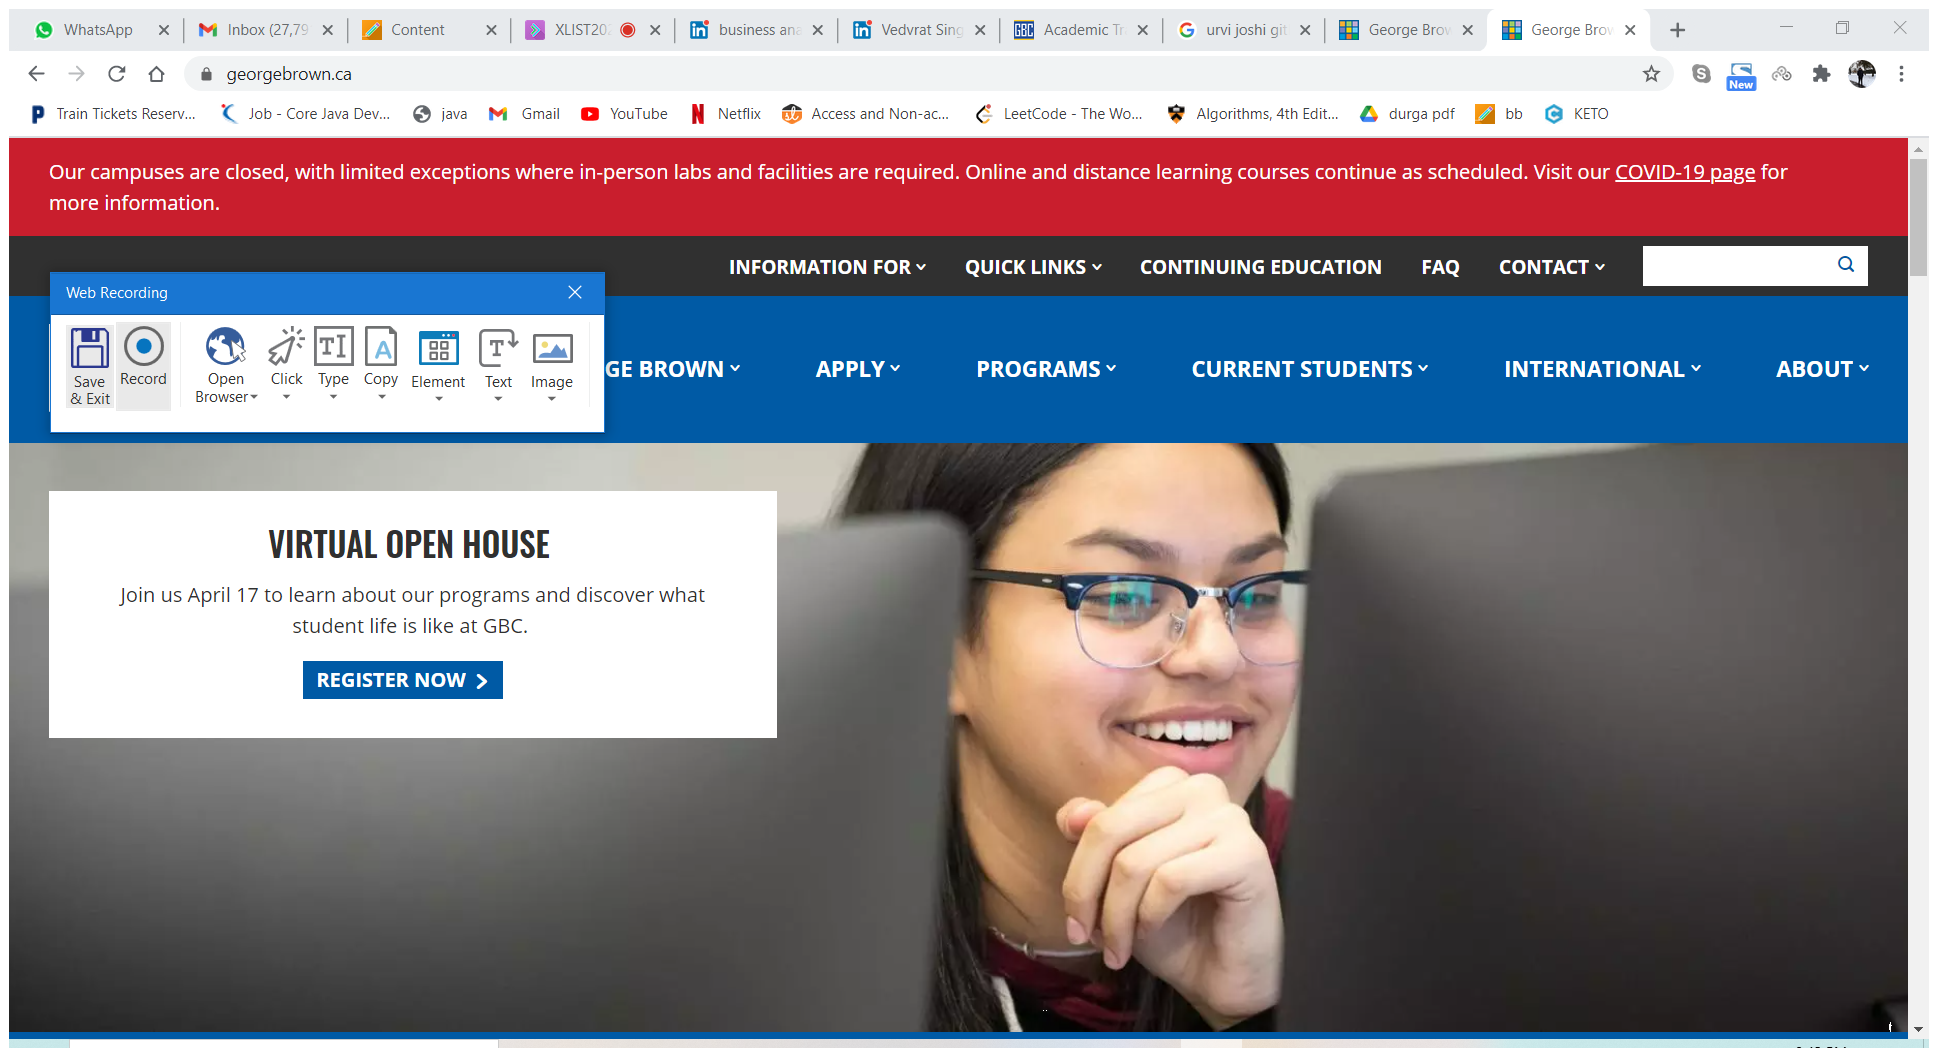 WhatsApp
Inbox (27,79
Content
XLIST202
business ana
Vedvrat Sing
GBC
Academic Tr
urvi joshi git
George Brow
George Brow
georgebrown.ca
New
Train Tickets Reserv...
Job - Core Java Dev...
java
Gmail
YouTube
Netflix
Access and Non-ac...
LeetCode - The Wo...
Algorithms, 4th Edit...
durga pdf
bb
KETO
Our campuses are closed, with limited exceptions where in-person labs and facilities are required. Online and distance learning courses continue as scheduled. Visit our COVID-19 page for
more information.
INFORMATION FOR
QUICK LINKS
CONTINUING EDUCATION
FAQ
CONTACT
Web Recording
Save
& Exit
Record
Open
Browser
Click
Type
Copy
Element
Text
Image
GE BROWN
APPLY
PROGRAMS
CURRENT STUDENTS
INTERNATIONAL
ABOUT
VIRTUAL OPEN HOUSE
Join us April 17 to learn about our programs and discover what
student life is like at GBC.
REGISTER NOW